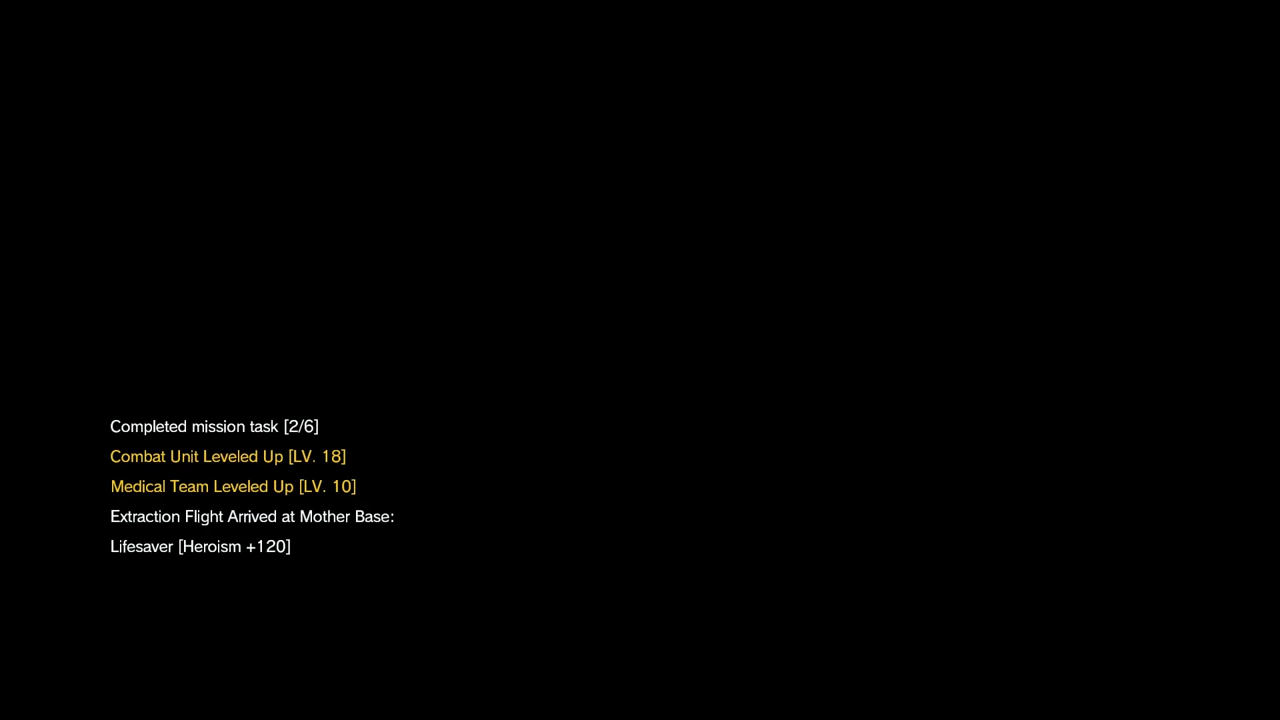 Completed mission task [2/6]
Combat Unit Leveled Up [LV. 18]
Medical Team Leveled Up [LV. 10]
Extraction Flight Arrived at Mother Base:
Lifesaver [Heroism +120]